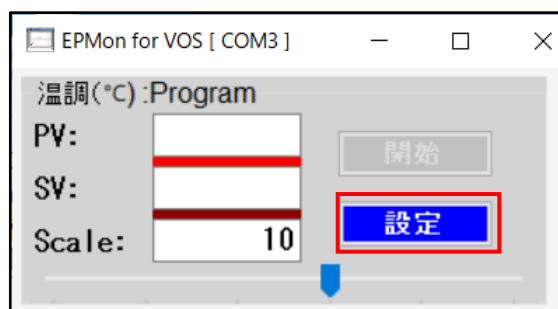 EPMon for VOS [ COM3 ]
温調(℃) :Program
PV:
開始
SV:
設定
Scale: 10